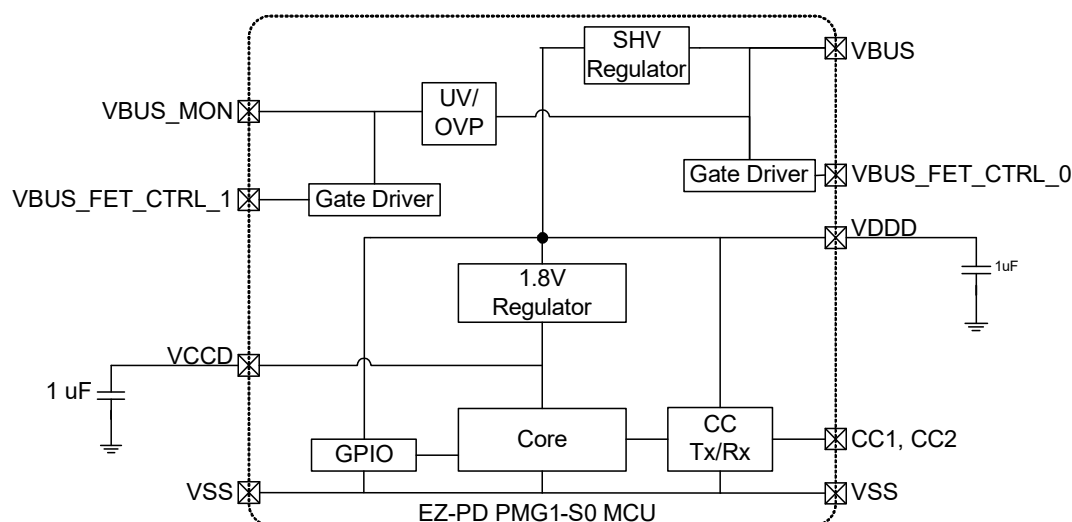 SHV
Regulator
VBUS
VBUS_MON
UV/
OVP
Gate Driver
VBUS_FET_CTRL_0
VBUS_FET_CTRL_1
Gate Driver
VDDD
1uF
1.8V
Regulator
VCCD
1 uF
Core
CC
Tx/Rx
CC1, CC2
GPIO
VSS
VSS
EZ-PD PMG1-S0 MCU